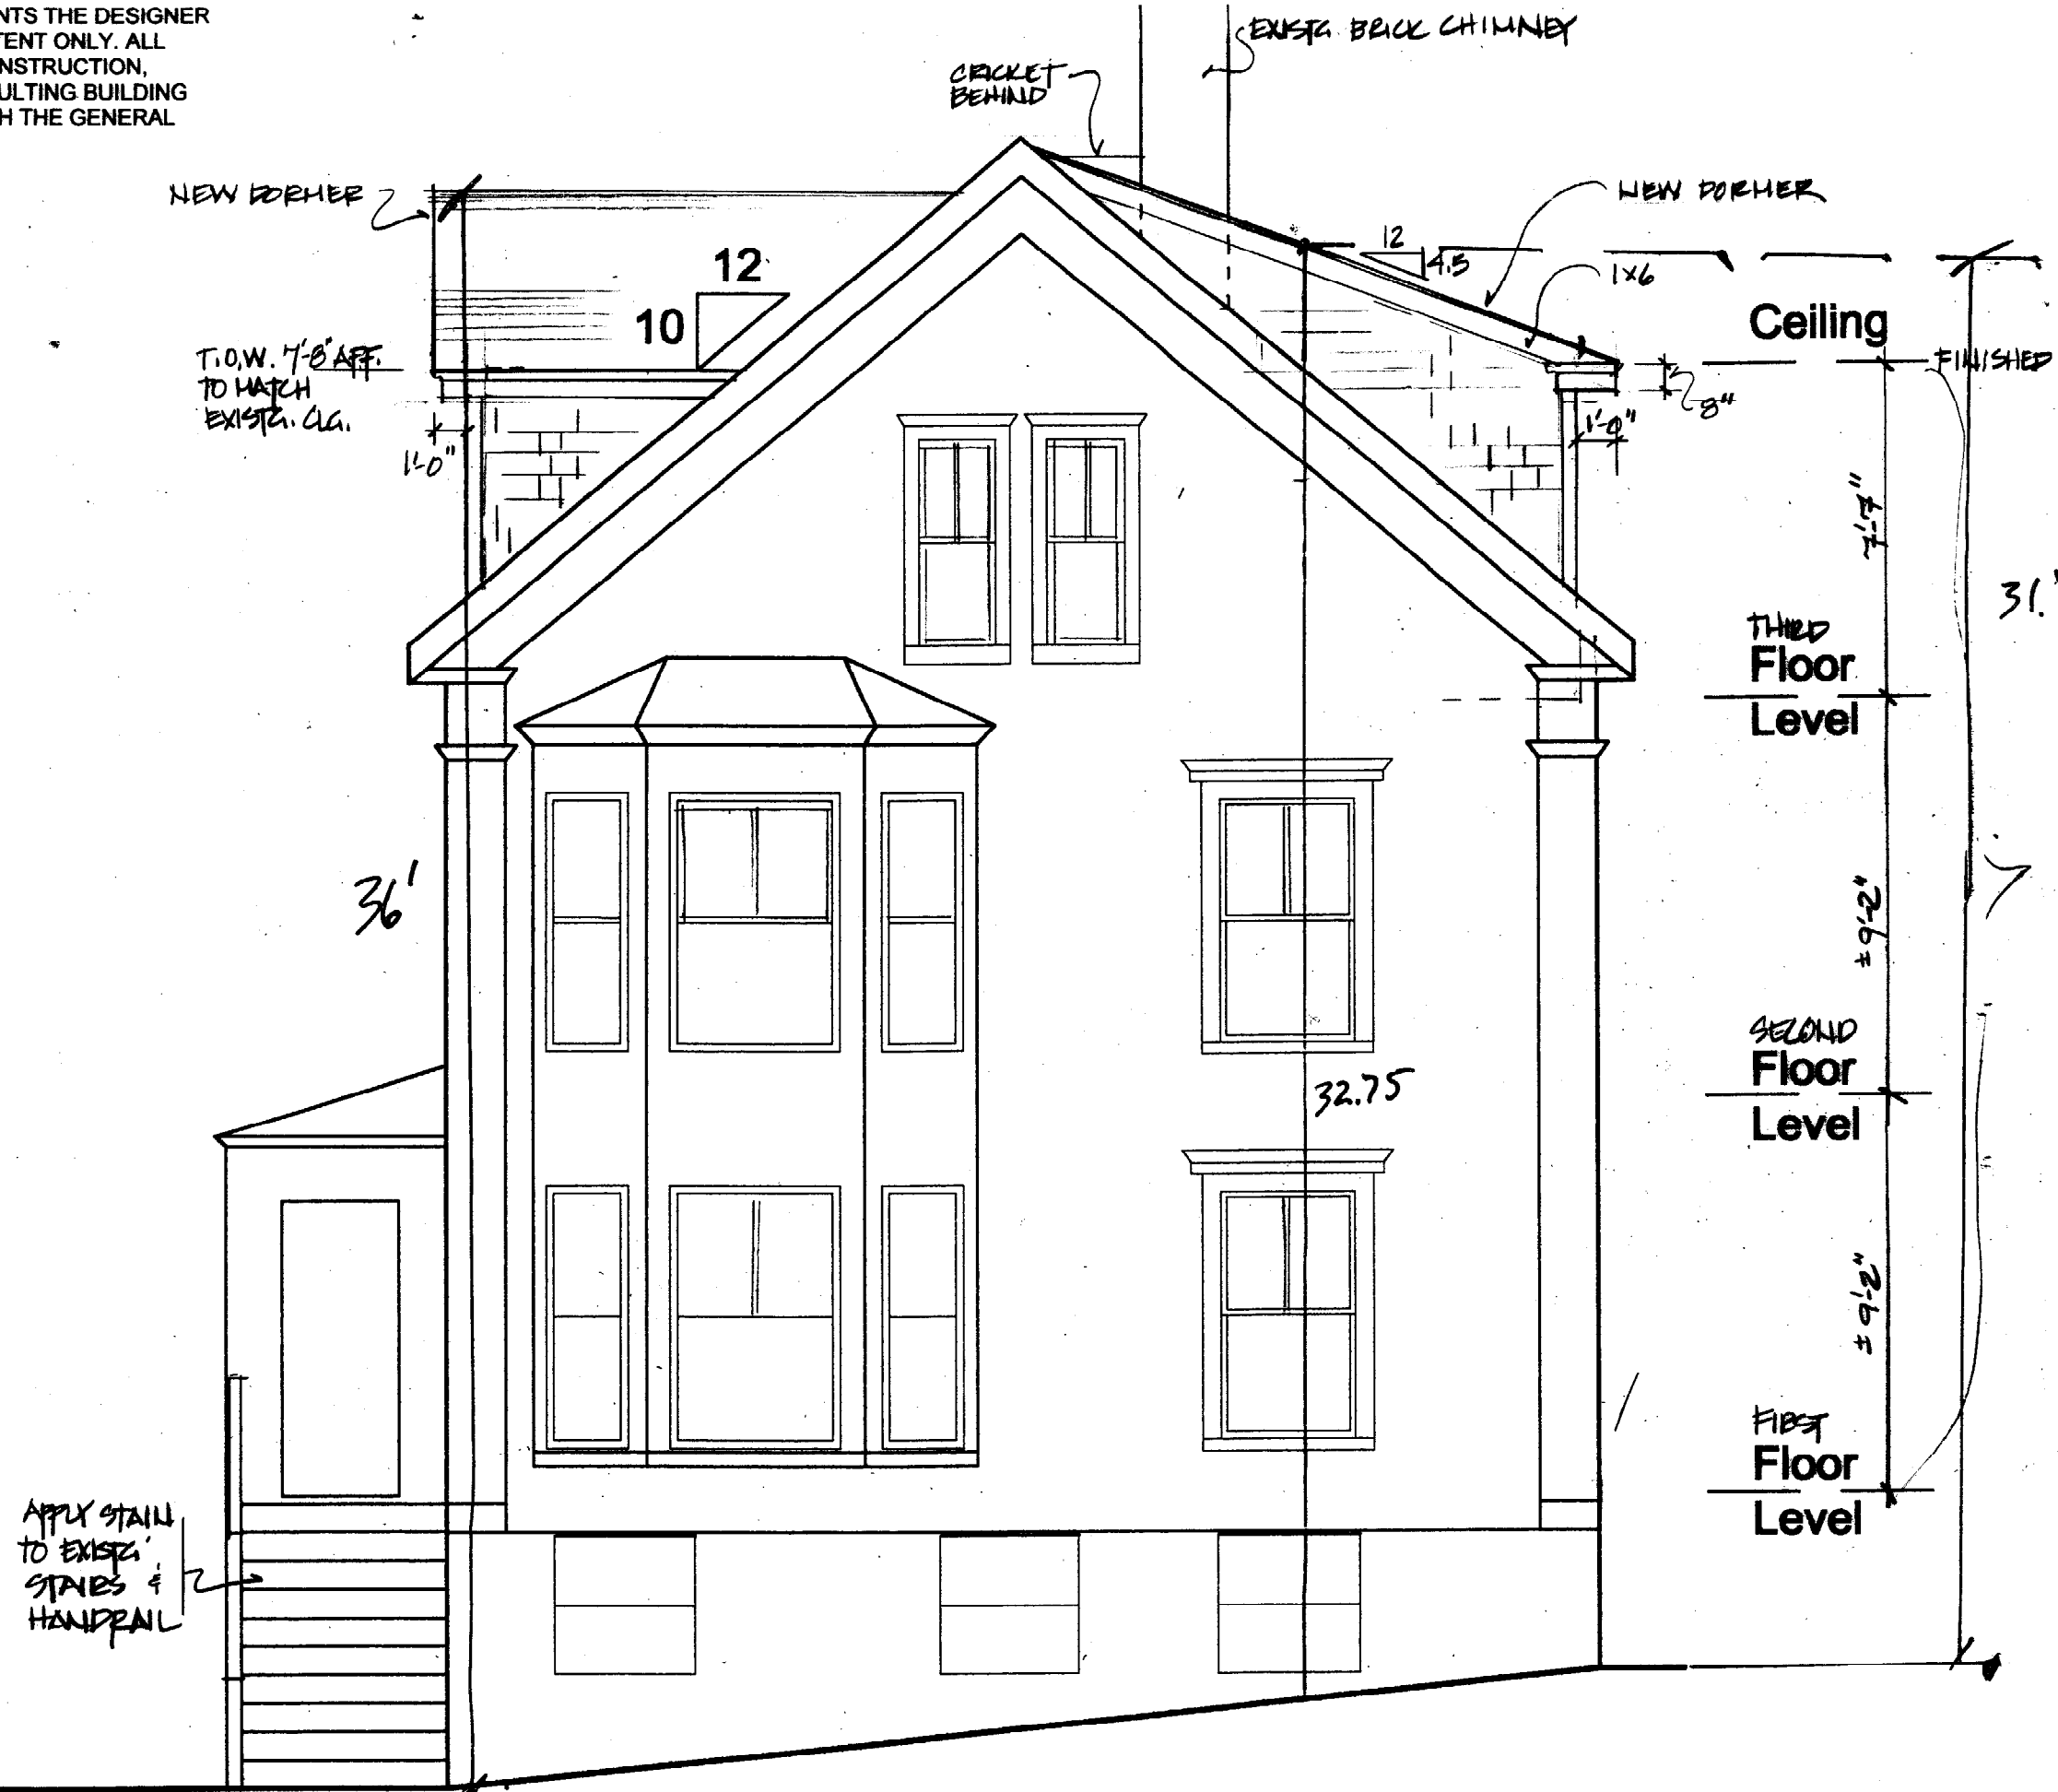 NTS THE DESIGNER
TENT ONLY. ALL
NSTRUCTION,
ULTING BUILDING
H THE GENERAL
EXIST'G. BRICK CHIMNEY
CRICKET
BEHIND
NEW DORMER
NEW DORMER
12
4.5
1x6
12
10
Ceiling
FINISHED
T.O.W. 7'-8" AFF.
TO MATCH
EXIST'G. CLG.
1'-0"
8"
1'-0"
7'-7"
31.
THIRD
Floor
Level
36'
9'-2" ±
SECOND
Floor
Level
32.75
9'-2" ±
FIRST
Floor
Level
APPLY STAIN
TO EXIST'G
STAIRS &
HANDRAIL